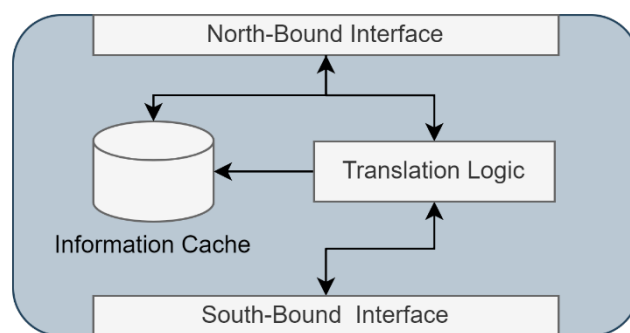 North-Bound Interface
Translation Logic
Information Cache
South-Bound Interface